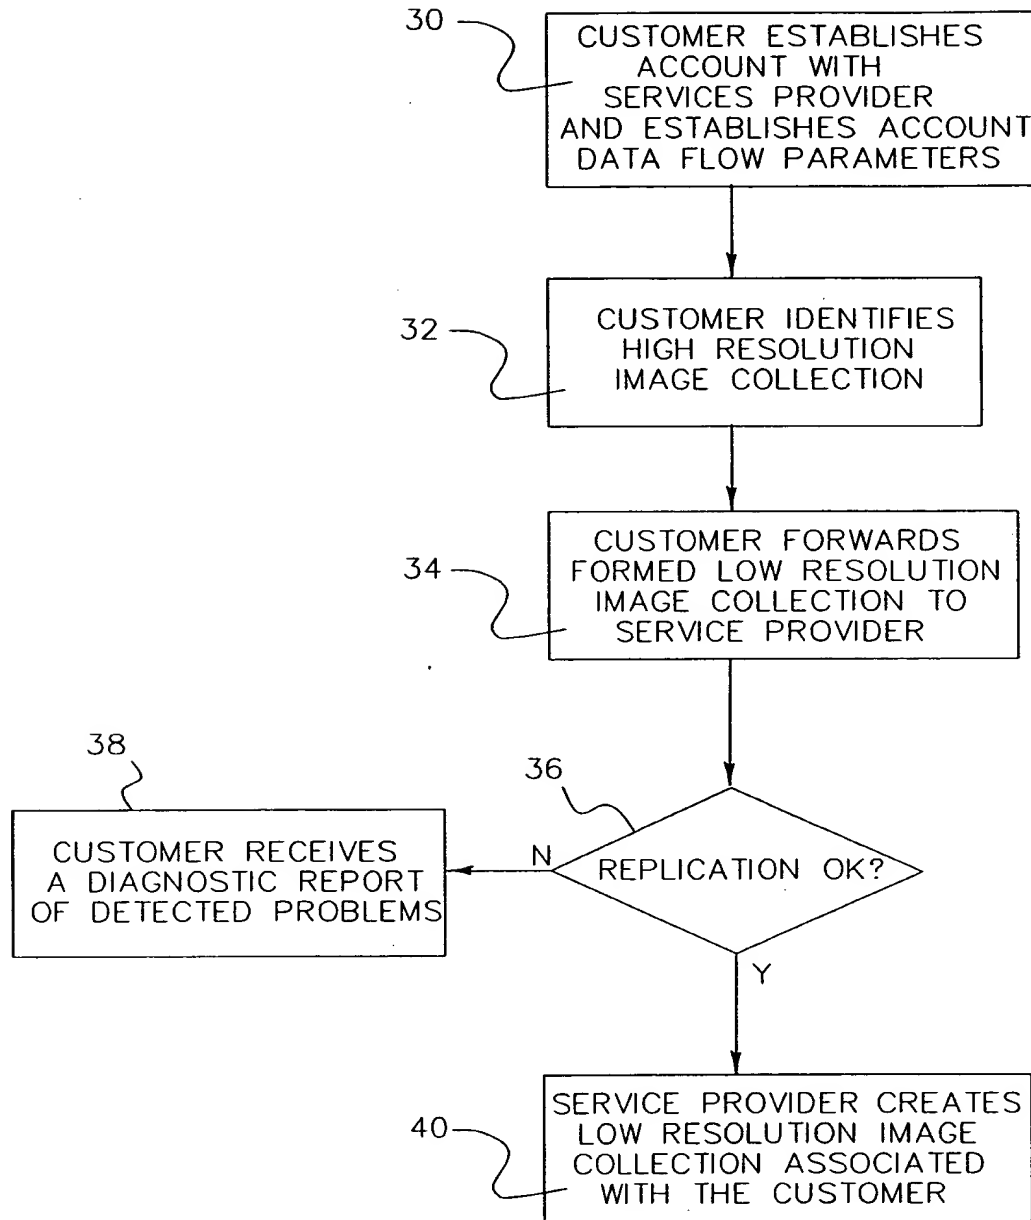 30
CUSTOMER ESTABLISHES
ACCOUNT WITH
SERVICES PROVIDER
AND ESTABLISHES ACCOUNT
DATA FLOW PARAMETERS
32
CUSTOMER IDENTIFIES
HIGH RESOLUTION
IMAGE COLLECTION
34
CUSTOMER FORWARDS
FORMED LOW RESOLUTION
IMAGE COLLECTION TO
SERVICE PROVIDER
36
REPLICATION OK?
N
Y
38
CUSTOMER RECEIVES
A DIAGNOSTIC REPORT
OF DETECTED PROBLEMS
40
SERVICE PROVIDER CREATES
LOW RESOLUTION IMAGE
COLLECTION ASSOCIATED
WITH THE CUSTOMER